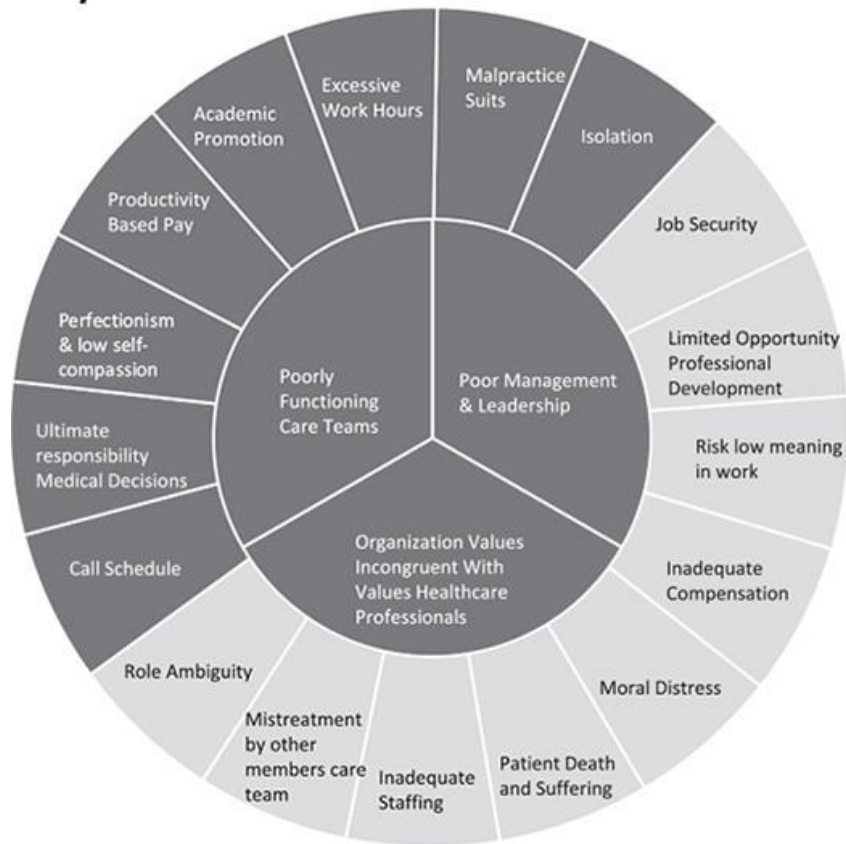 Excessive
Work Hours
Malpractice
Suits
Isolation
Job Security
Limited Opportunity
Professional
Development
Risk low meaning
in work
Inadequate
Compensation
Moral Distress
Patient Death
and Suffering
Inadequate
Staffing
Mistreatment
by other
members care
team
Role Ambiguity
Call Schedule
Ultimate
responsibility
Medical Decisions
Perfectionism
& low self-
compassion
Productivity
Based Pay
Academic
Promotion
Poorly
Functioning
Care Teams
Poor Management
& Leadership
Organization Values
Incongruent With
Values Healthcare
Professionals